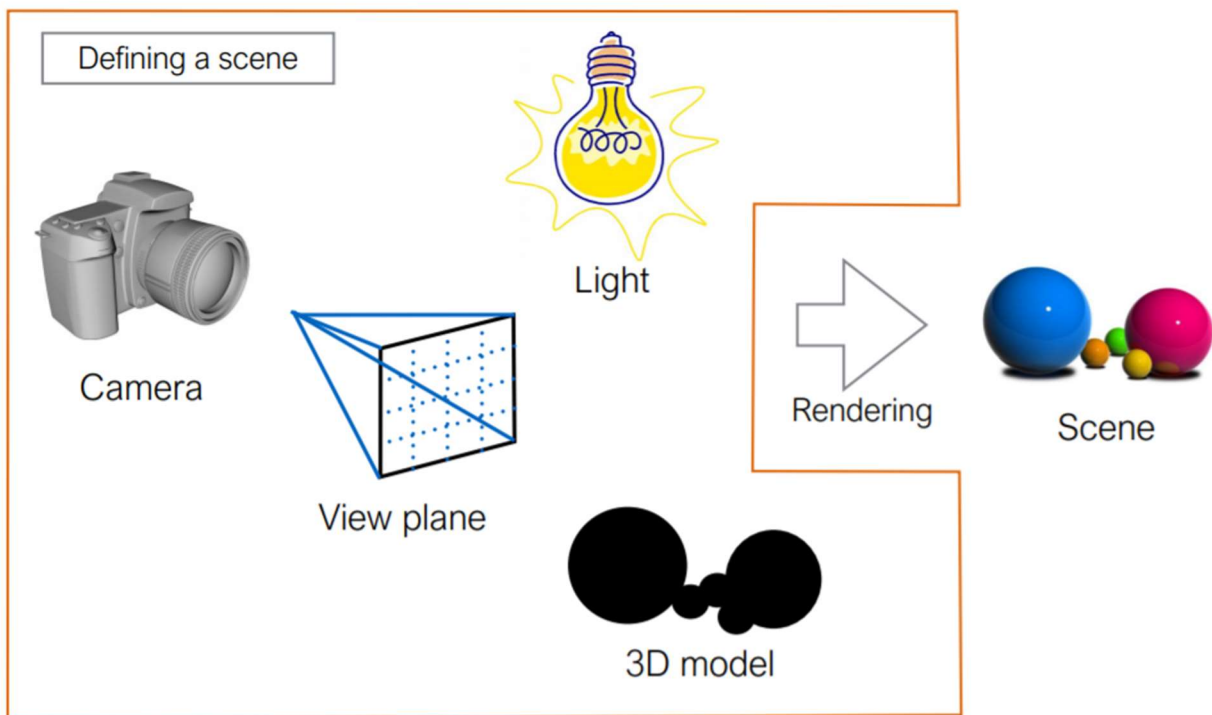 Defining a scene
Light
Camera
Rendering
Scene
View plane
3D model